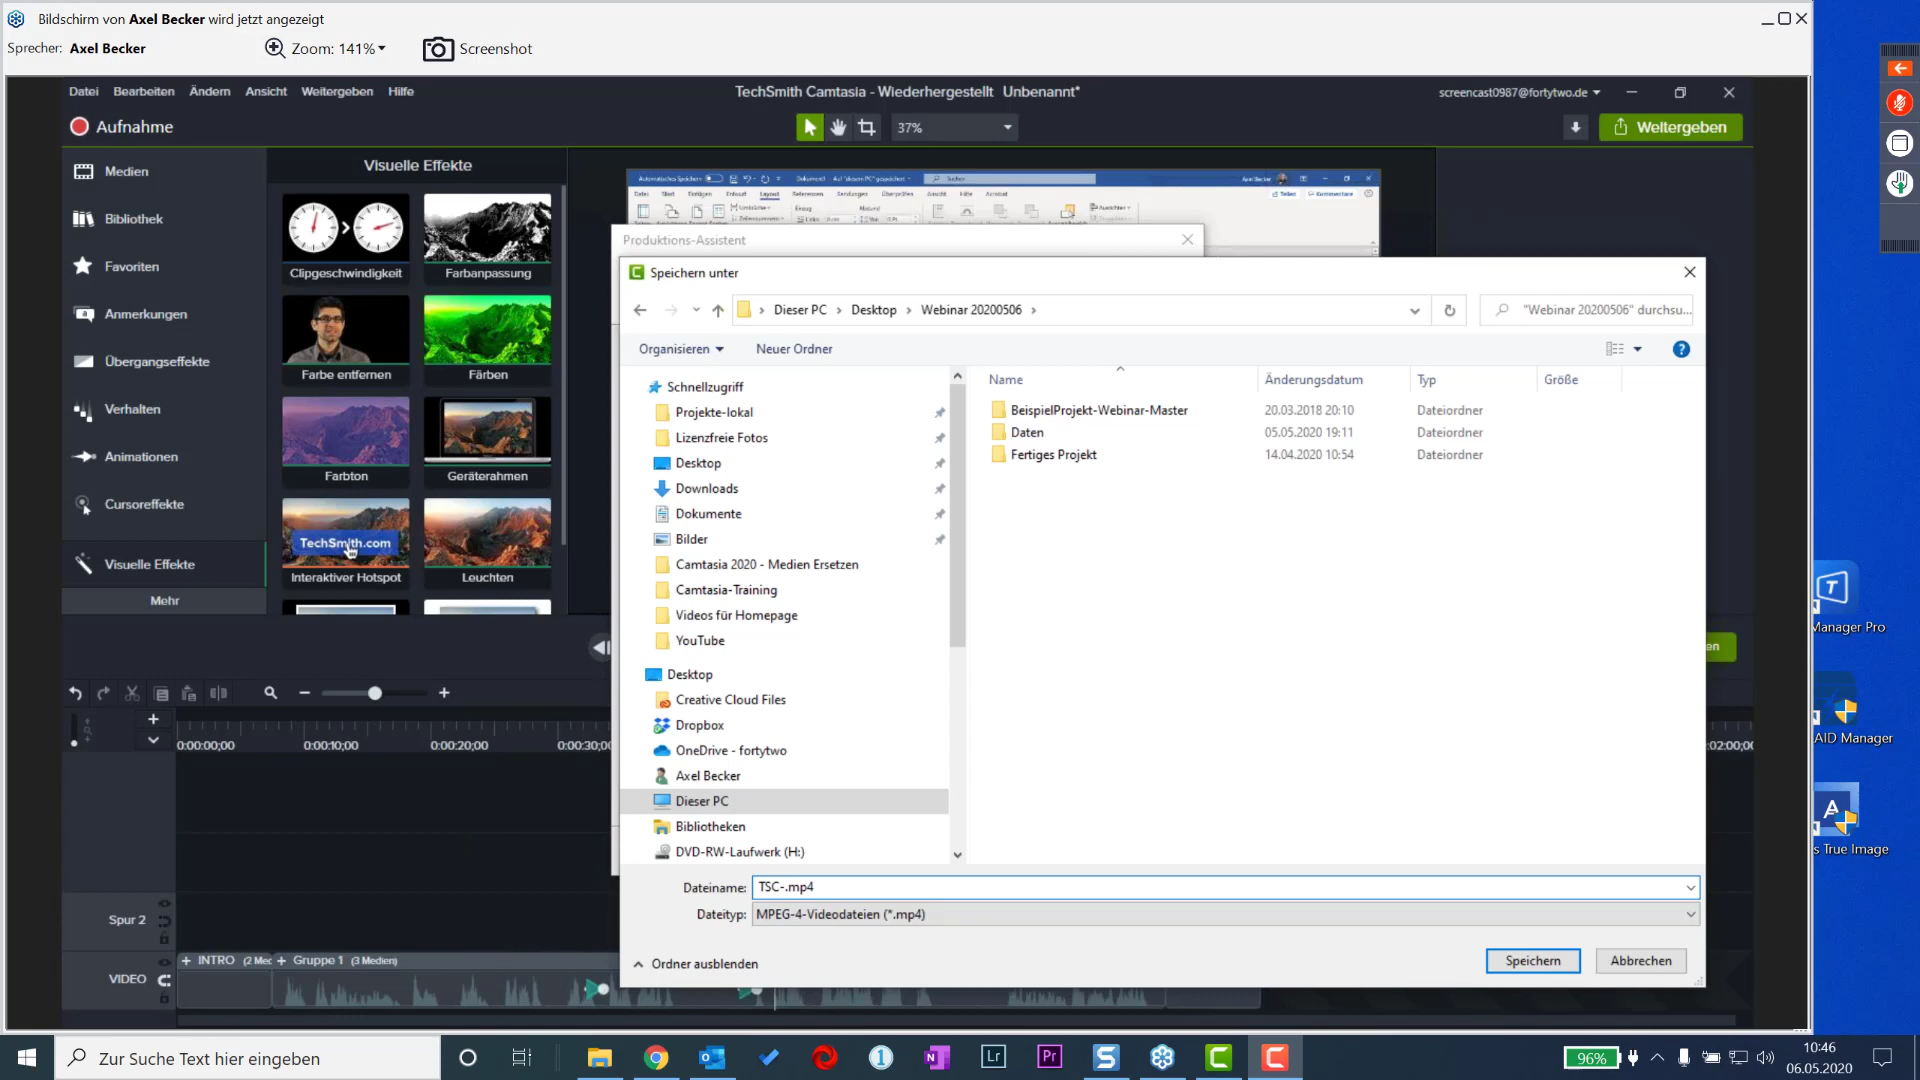 Bildschirm von Axel Becker wird jetzt angezeigt
Sprecher: Axel Becker
Zoom: 141%
Screenshot
Datei Bearbeiten Ändern Ansicht Weitergeben Hilfe
TechSmith Camtasia - Wiederhergestellt Unbenannt*
screencast0987@fortytwo.de
Aufnahme
37%
Weitergeben
Medien
Bibliothek
Favoriten
Anmerkungen
Übergangseffekte
Verhalten
Animationen
Cursoreffekte
Visuelle Effekte
Mehr
Visuelle Effekte
Clipgeschwindigkeit
Farbanpassung
Farbe entfernen
Färben
Farbton
Geräterahmen
TechSmith.com
Interaktiver Hotspot
Leuchten
Produktions-Assistent
Speichern unter
Dieser PC Desktop Webinar 20200506
"Webinar 20200506" durchsu...
Organisieren
Neuer Ordner
Schnellzugriff
Projekte-lokal
Lizenzfreie Fotos
Desktop
Downloads
Dokumente
Bilder
Camtasia 2020 - Medien Ersetzen
Camtasia-Training
Videos für Homepage
YouTube
Desktop
Creative Cloud Files
Dropbox
OneDrive - fortytwo
Axel Becker
Dieser PC
Bibliotheken
DVD-RW-Laufwerk (H:)
Name Änderungsdatum Typ Größe
BeispielProjekt-Webinar-Master 20.03.2018 20:10 Dateiordner
Daten 05.05.2020 19:11 Dateiordner
Fertiges Projekt 14.04.2020 10:54 Dateiordner
Dateiname: TSC-.mp4
Dateityp: MPEG-4-Videodateien (*.mp4)
Ordner ausblenden
Speichern
Abbrechen
en
0:00:00;00 0:00:10;00 0:00:20;00 0:00:30;00
02:00;00
Spur 2
VIDEO
+ INTRO (2 Med + Gruppe 1 (3 Medien)
Manager Pro
AID Manager
s True Image
Zur Suche Text hier eingeben
96%
10:46
06.05.2020